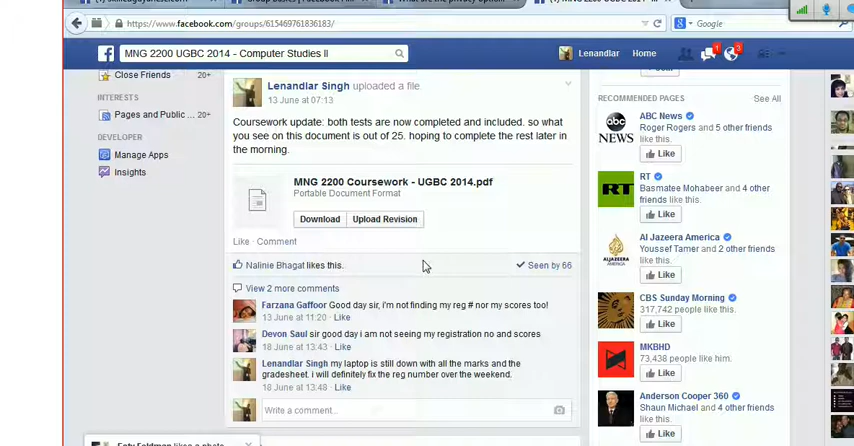 https://www.facebook.com/groups/615469761836183/
Google
MNG 2200 UGBC 2014 - Computer Studies II
Lenandlar
Home
1
3
Close Friends 20+
INTERESTS
Pages and Public ... 20+
DEVELOPER
Manage Apps
Insights
Lenandlar Singh uploaded a file
13 June at 07:13
Coursework update: both tests are now completed and included. so what
you see on this document is out of 25. hoping to complete the rest later in
the morning.
MNG 2200 Coursework - UGBC 2014.pdf
Portable Document Format
Download
Upload Revision
Like · Comment
Nalinie Bhagat likes this.
Seen by 66
View 2 more comments
Farzana Gaffoor Good day sir, i'm not finding my reg # nor my scores too!
13 June at 11:20 · Like
Devon Saul sir good day i am not seeing my registration no and scores
18 June at 13:43 · Like
Lenandlar Singh my laptop is still down with all the marks and the
gradesheet. i will definitely fix the reg number over the weekend.
18 June at 13:48 · Like
Write a comment...
RECOMMENDED PAGES
See All
ABC News
Roger Rogers and 5 other friends
like this.
Like
abc
NEWS
RT
Basmatee Mohabeer and 4 other
friends like this.
Like
RT
Al Jazeera America
Youssef Tamer and 2 other friends
like this.
Like
CBS Sunday Morning
317,742 people like this.
Like
MKBHD
73,438 people like him.
Like
Anderson Cooper 360
Shaun Michael and 4 other friends
like this.
Like